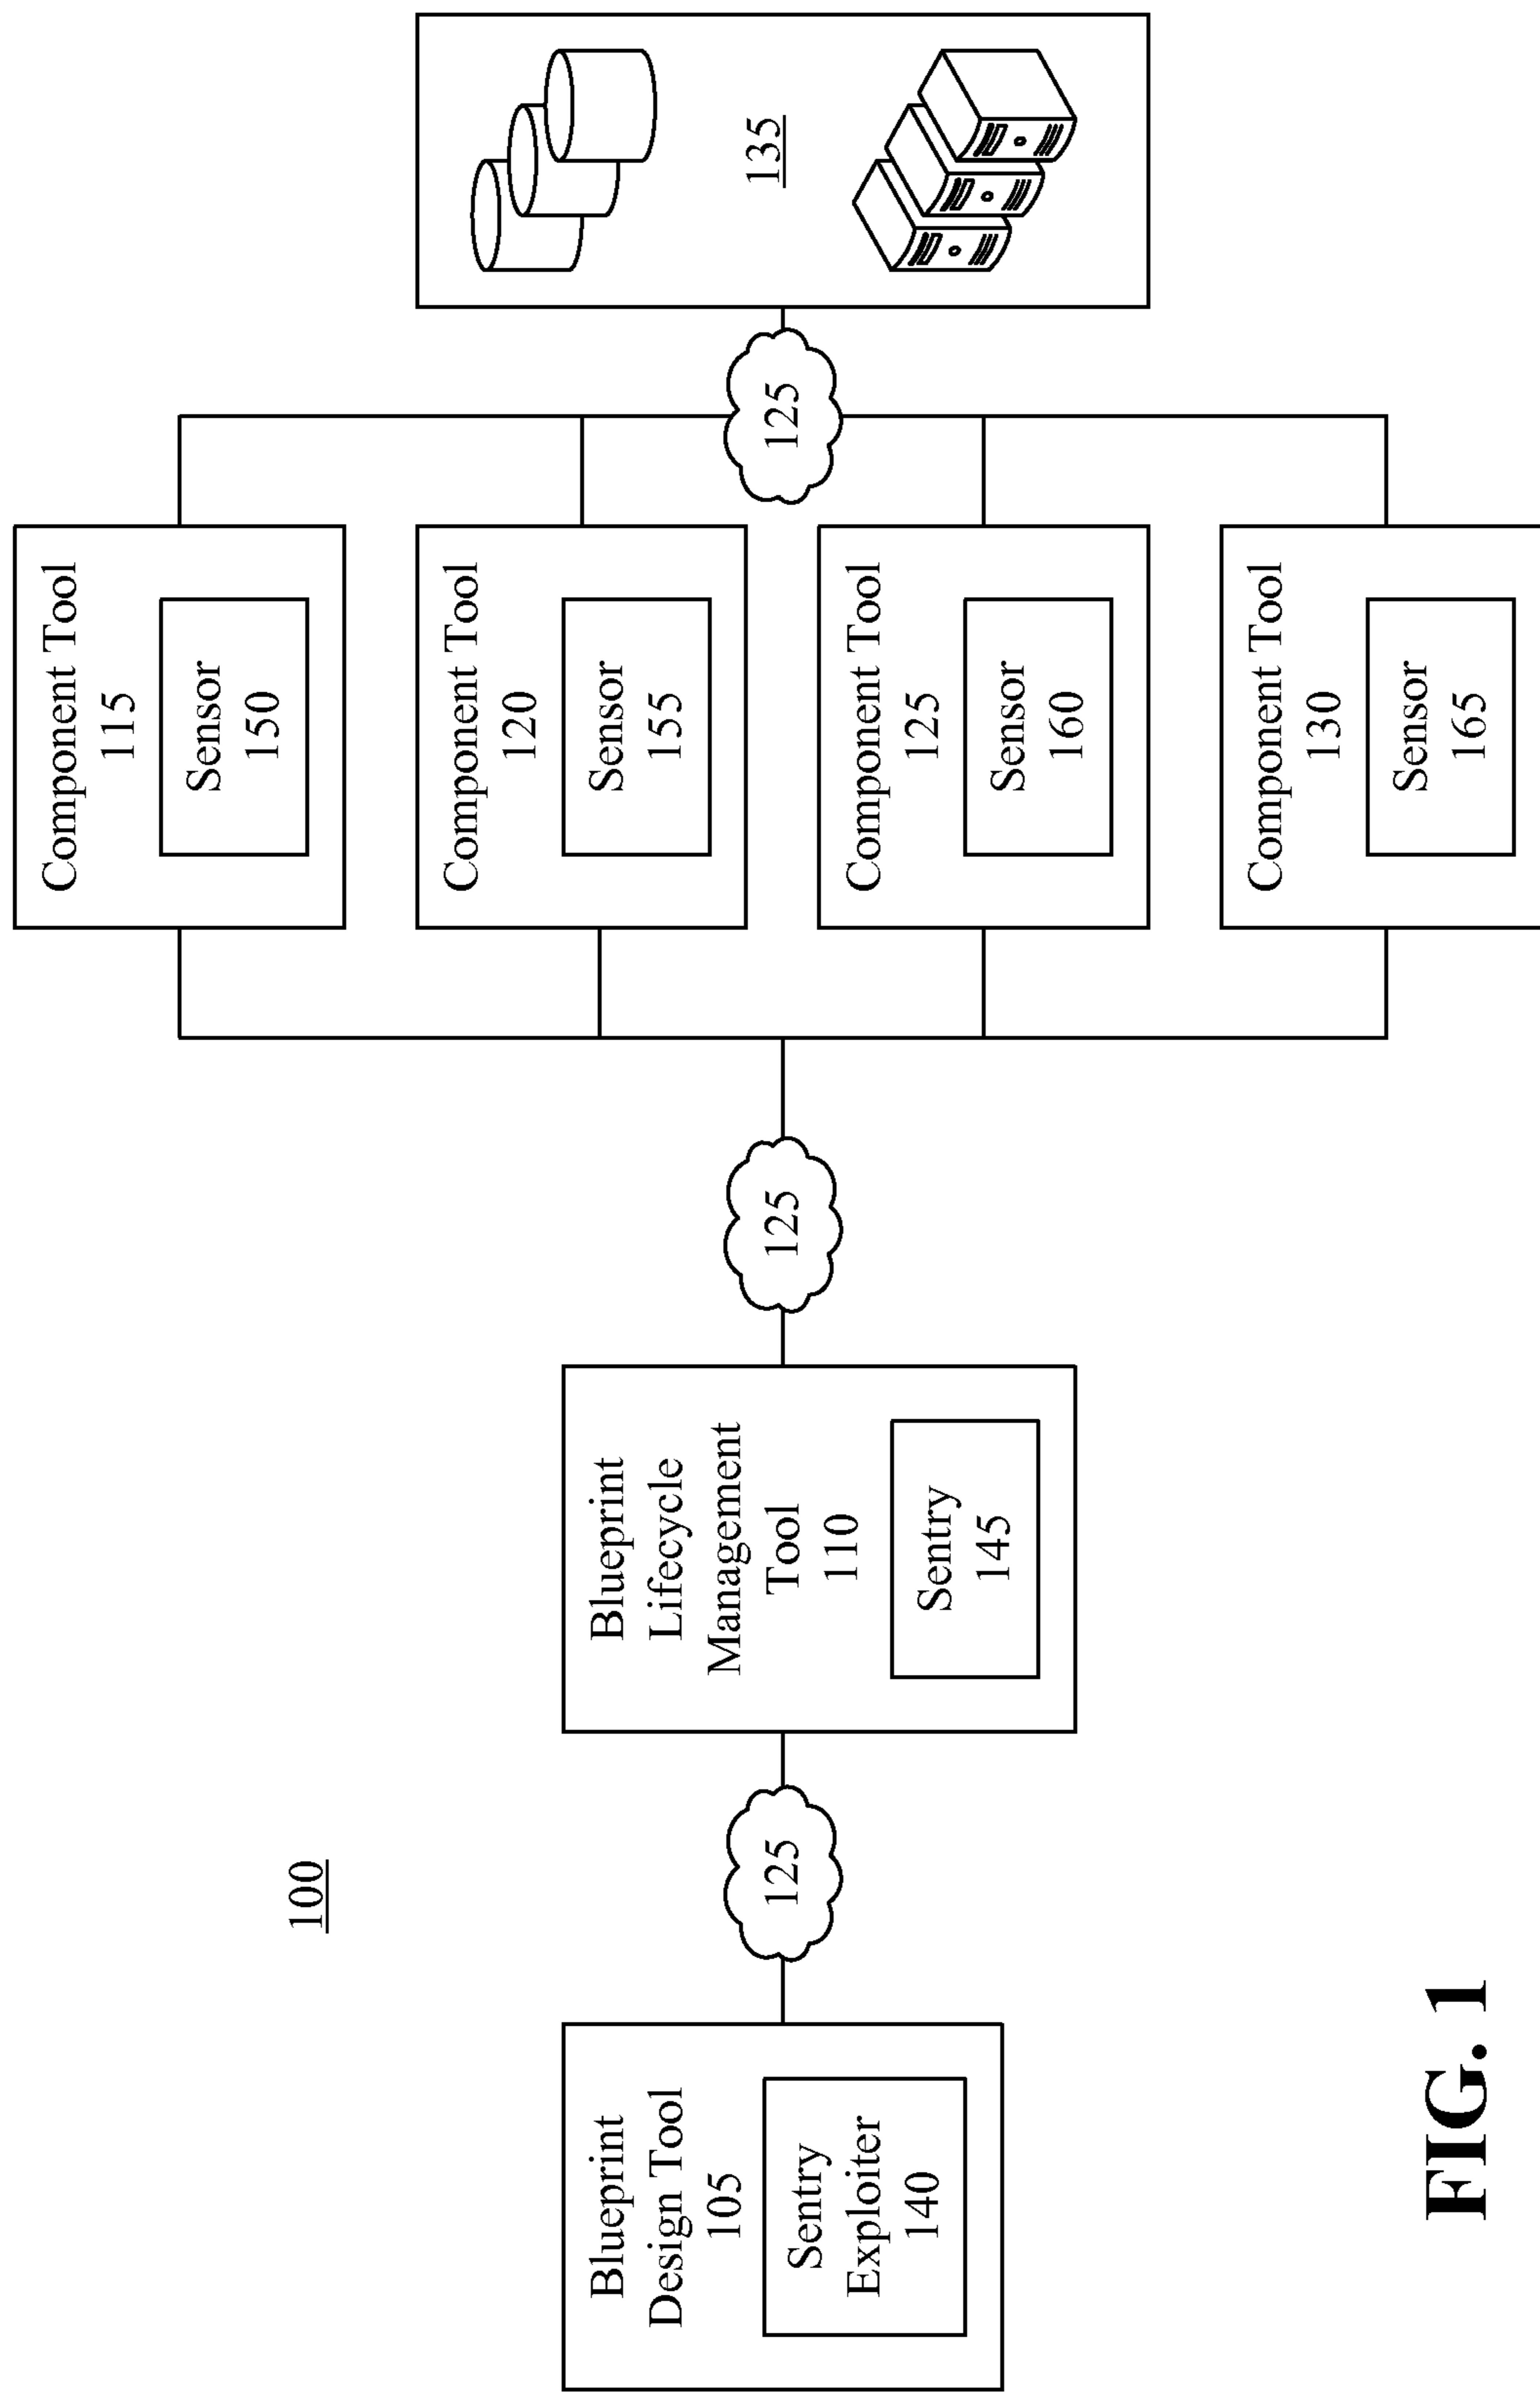 100
Blueprint
Design Tool
105
Sentry
Exploiter
140
125
Blueprint
Lifecycle
Management
Tool
110
Sentry
145
125
Component Tool
115
Sensor
150
Component Tool
120
Sensor
155
Component Tool
125
Sensor
160
Component Tool
130
Sensor
165
125
135
FIG. 1